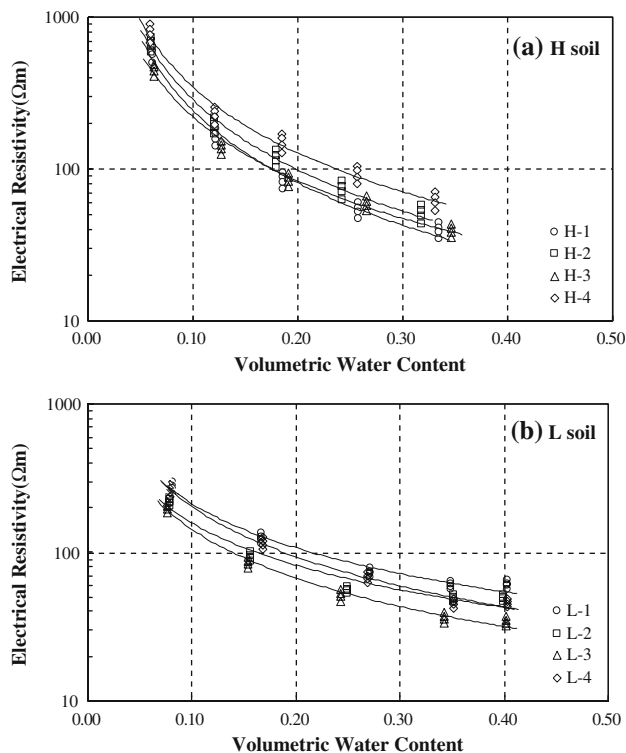 1000
(a) H soil
Electrical Resistivity(Ωm)
100
H-1
H-2
H-3
H-4
10
0.00 0.10 0.20 0.30 0.40 0.50
Volumetric Water Content
1000
(b) L soil
Electrical Resistivity(Ωm)
100
L-1
L-2
L-3
L-4
10
0.00 0.10 0.20 0.30 0.40 0.50
Volumetric Water Content